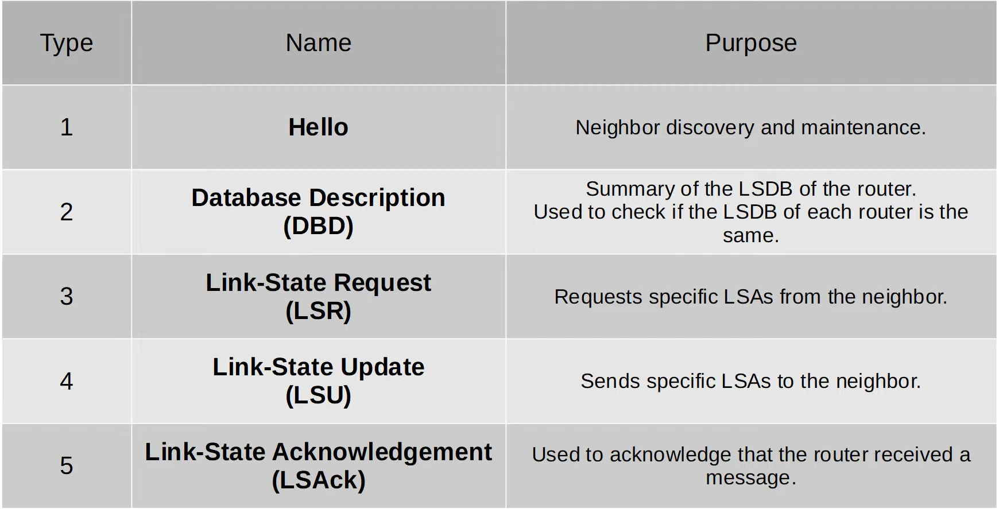 Type
Name
Purpose
1
Hello
Neighbor discovery and maintenance.
2
Database Description
(DBD)
Summary of the LSDB of the router.
Used to check if the LSDB of each router is the
same.
3
Link-State Request
(LSR)
Requests specific LSAs from the neighbor.
4
Link-State Update
(LSU)
Sends specific LSAs to the neighbor.
5
Link-State Acknowledgement
(LSAck)
Used to acknowledge that the router received a
message.